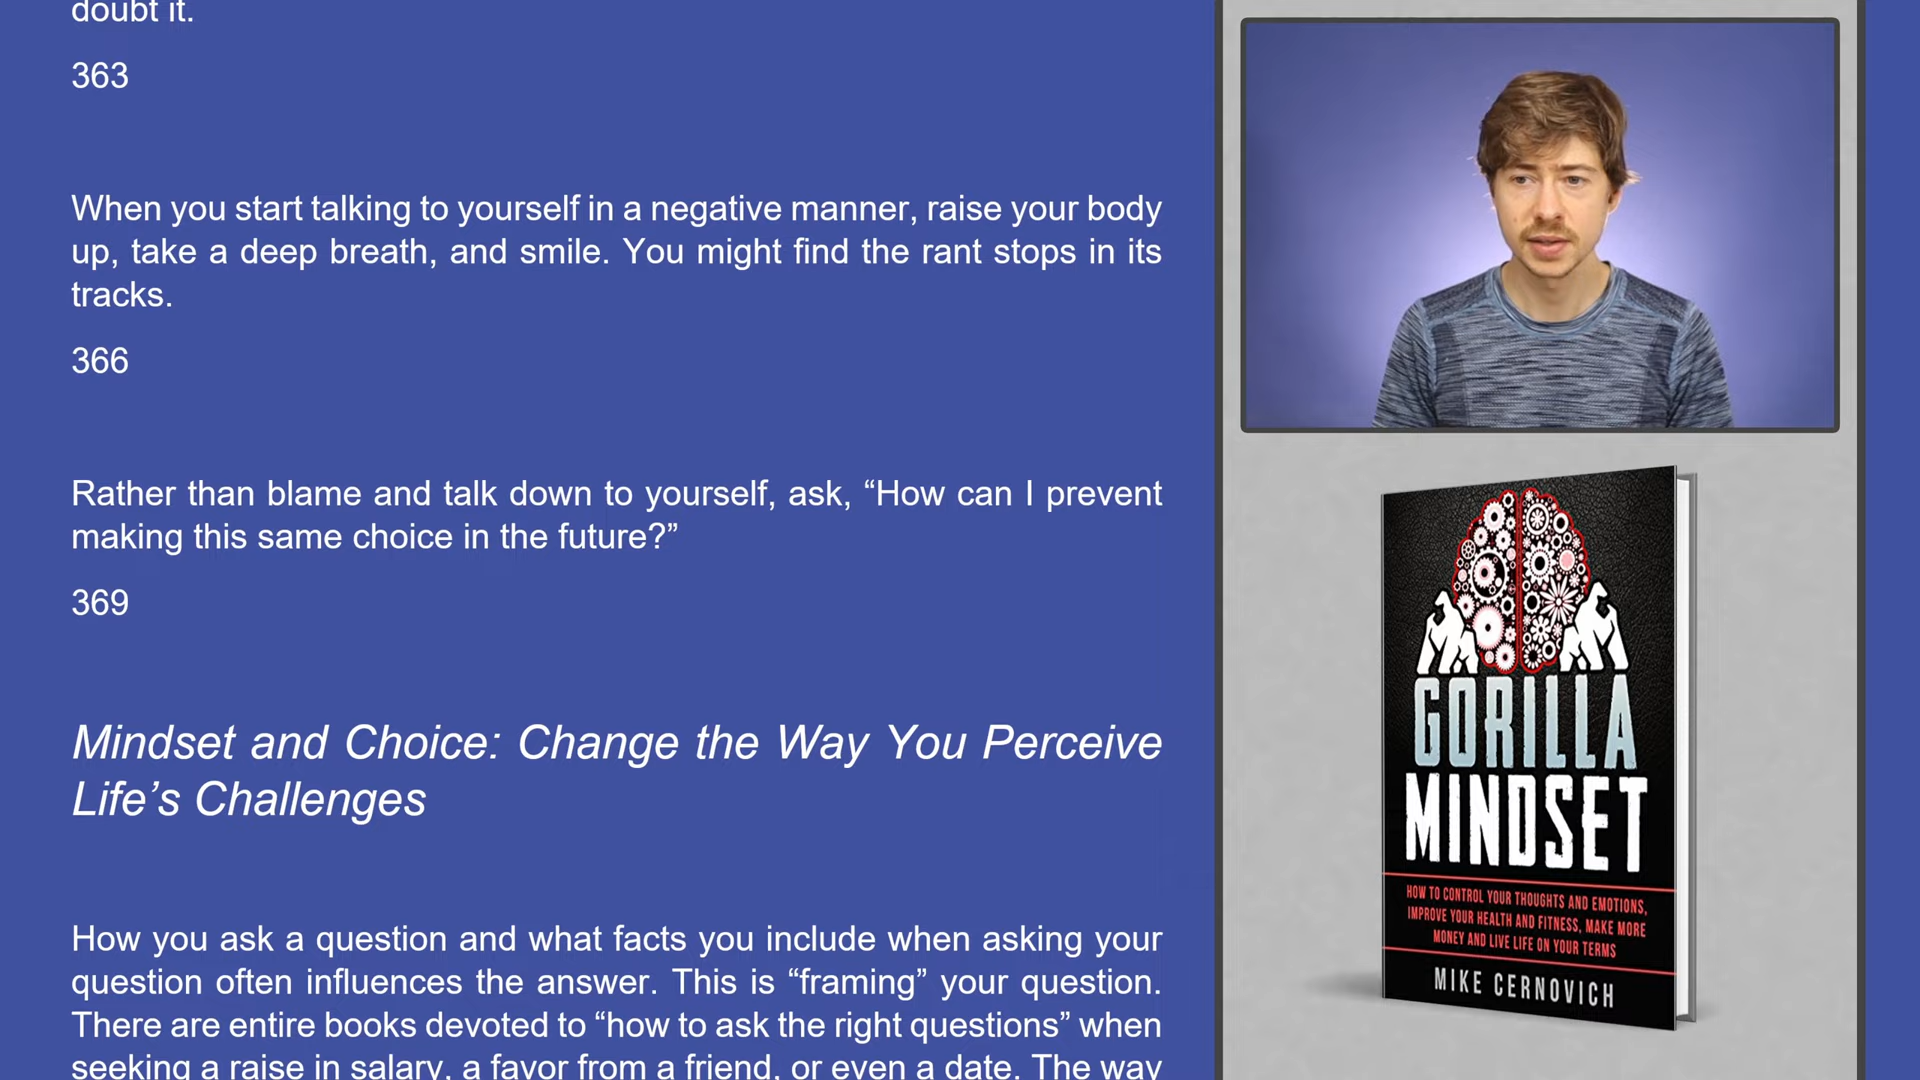 doubt it.
363
When you start talking to yourself in a negative manner, raise your body
up, take a deep breath, and smile. You might find the rant stops in its
tracks.
366
Rather than blame and talk down to yourself, ask, “How can I prevent
making this same choice in the future?”
369
Mindset and Choice: Change the Way You Perceive
Life’s Challenges
How you ask a question and what facts you include when asking your
question often influences the answer. This is “framing” your question.
There are entire books devoted to “how to ask the right questions” when
seeking a raise in salary, a favor from a friend, or even a date. The way
GORILLA
MINDSET
HOW TO CONTROL YOUR THOUGHTS AND EMOTIONS,
IMPROVE YOUR HEALTH AND FITNESS, MAKE MORE
MONEY AND LIVE LIFE ON YOUR TERMS
MIKE CERNOVICH